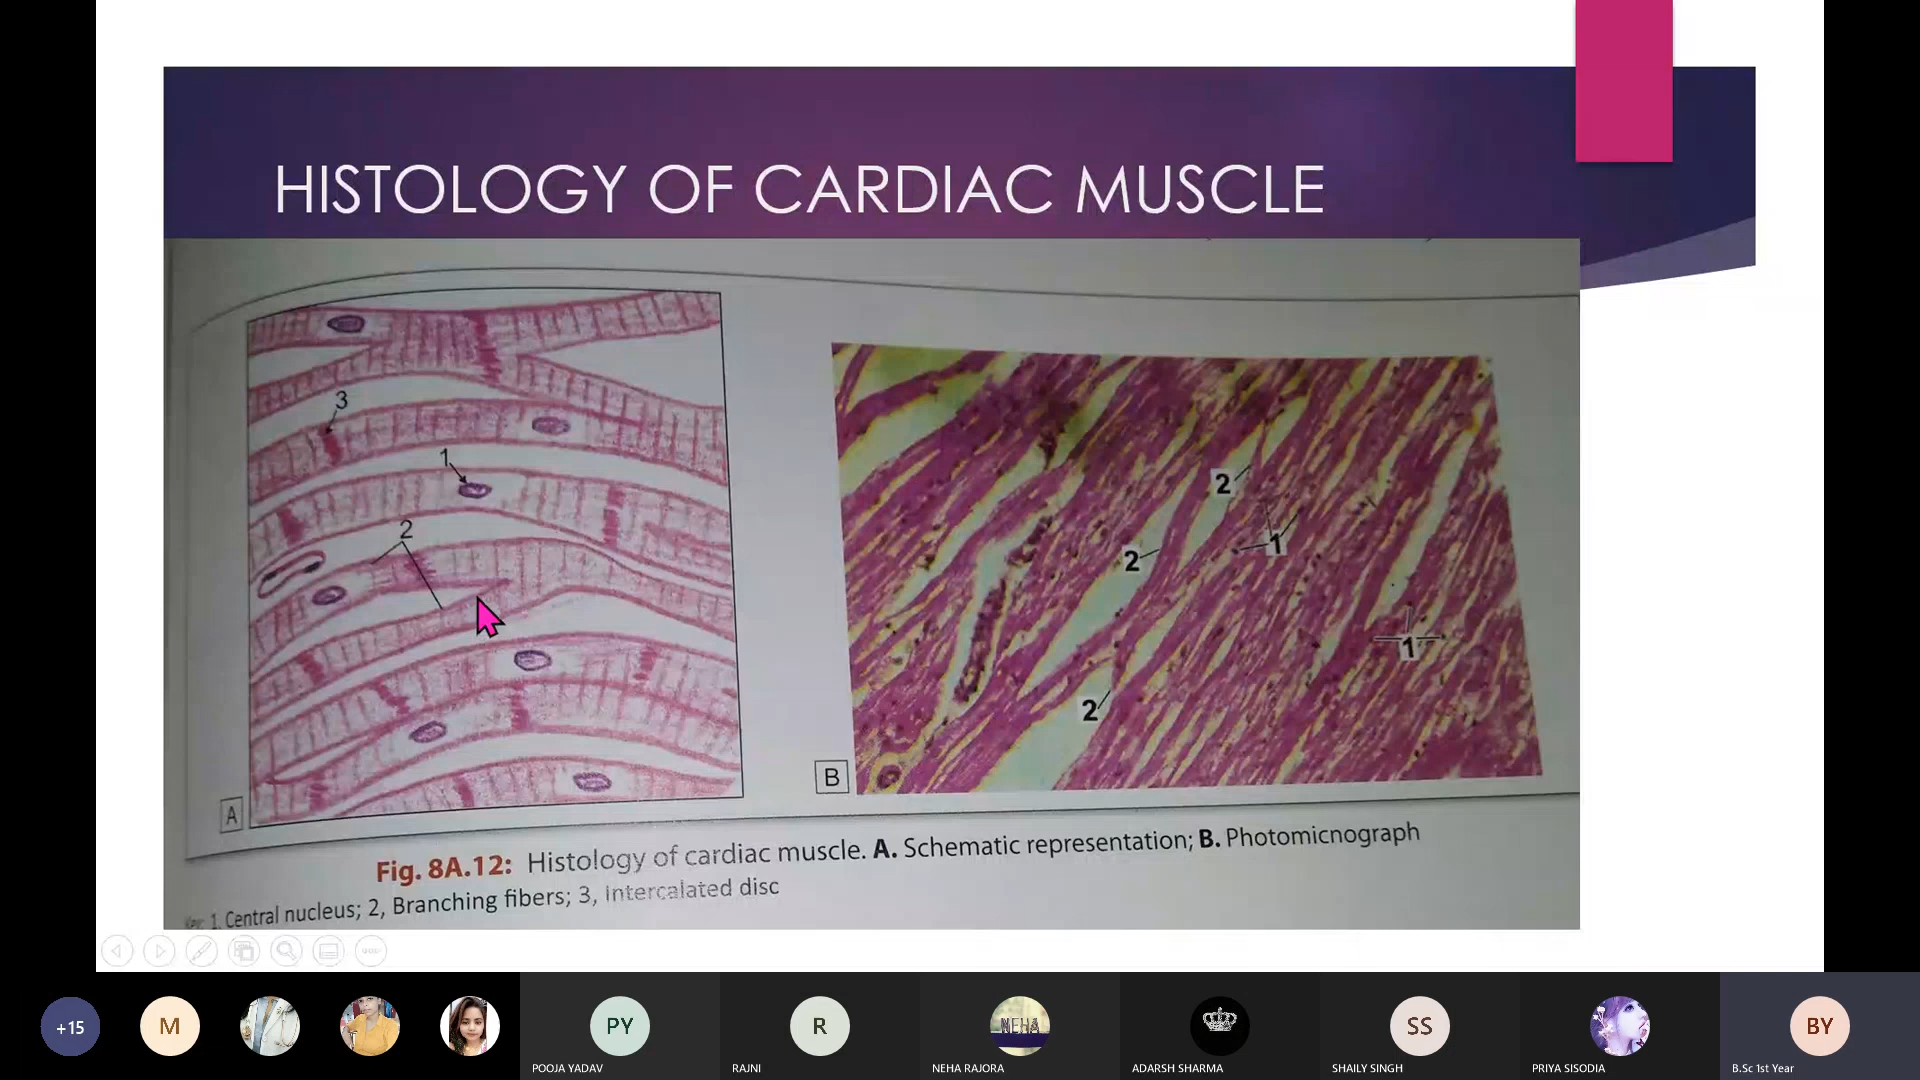 HISTOLOGY OF CARDIAC MUSCLE
3
1
2
A
2
2
1
1
2
B
Fig. 8A.12: Histology of cardiac muscle. A. Schematic representation; B. Photomicnograph
1, Central nucleus; 2, Branching fibers; 3, Intercalated disc
+15
M
PY
POOJA YADAV
R
RAJNI
NEHA
NEHA RAJORA
ADARSH SHARMA
SS
SHAILY SINGH
PRIYA SISODIA
BY
B.Sc 1st Year